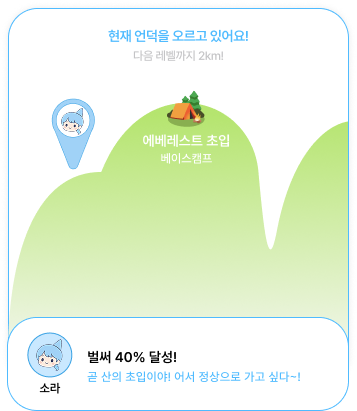 현재 언덕을 오르고 있어요!
다음 레벨까지 2km!
에베레스트 초입
베이스캠프
벌써 40% 달성!
곧 산의 초입이야! 어서 정상으로 가고 싶다~!
소라